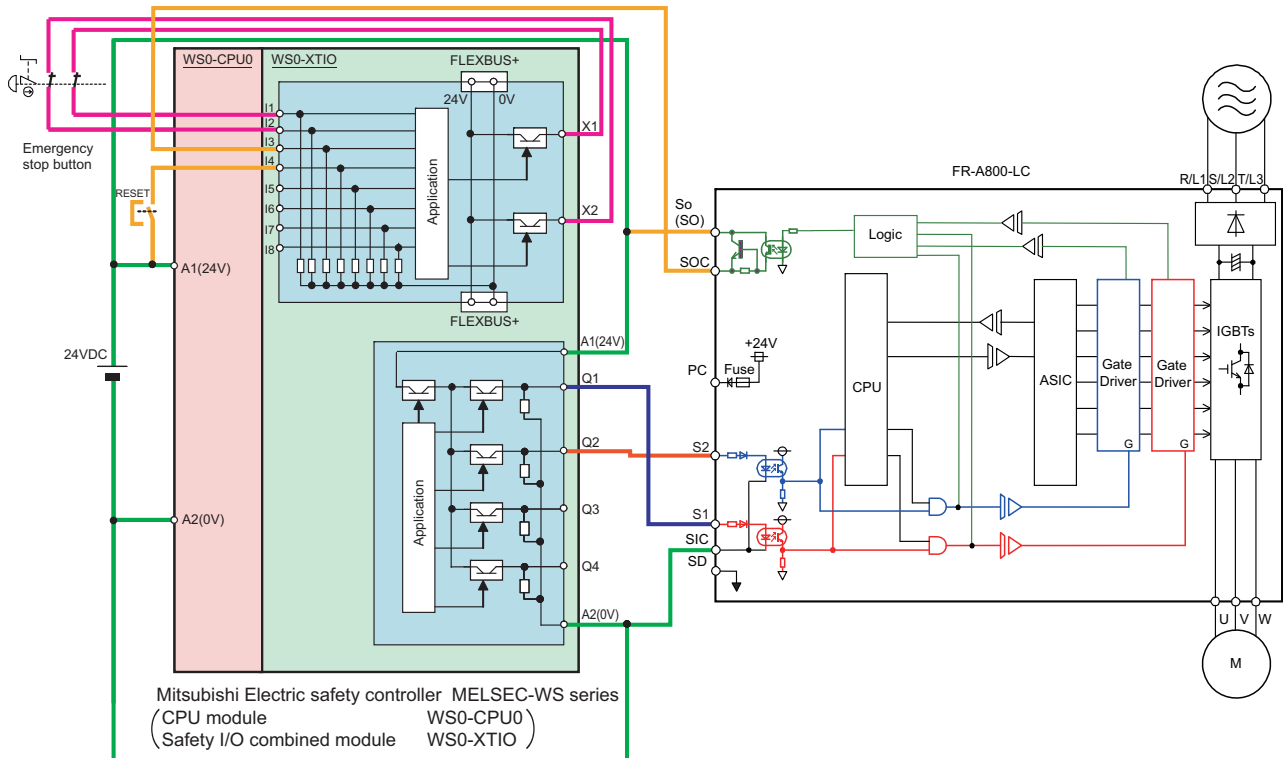 WS0-CPU0
WS0-XTIO
FLEXBUS+
24V
0V
I1
I2
I3
I4
I5
I6
I7
I8
Application
X1
X2
FLEXBUS+
Emergency
stop button
RESET
A1(24V)
24VDC
A2(0V)
A1(24V)
Q1
Q2
Q3
Q4
Application
A2(0V)
Mitsubishi Electric safety controller MELSEC-WS series
CPU module WS0-CPU0
Safety I/O combined module WS0-XTIO
FR-A800-LC
R/L1 S/L2 T/L3
So
(SO)
SOC
Logic
+24V
PC
Fuse
CPU
ASIC
Gate
Driver
G
Gate
Driver
G
IGBTs
S2
S1
SIC
SD
U V W
M